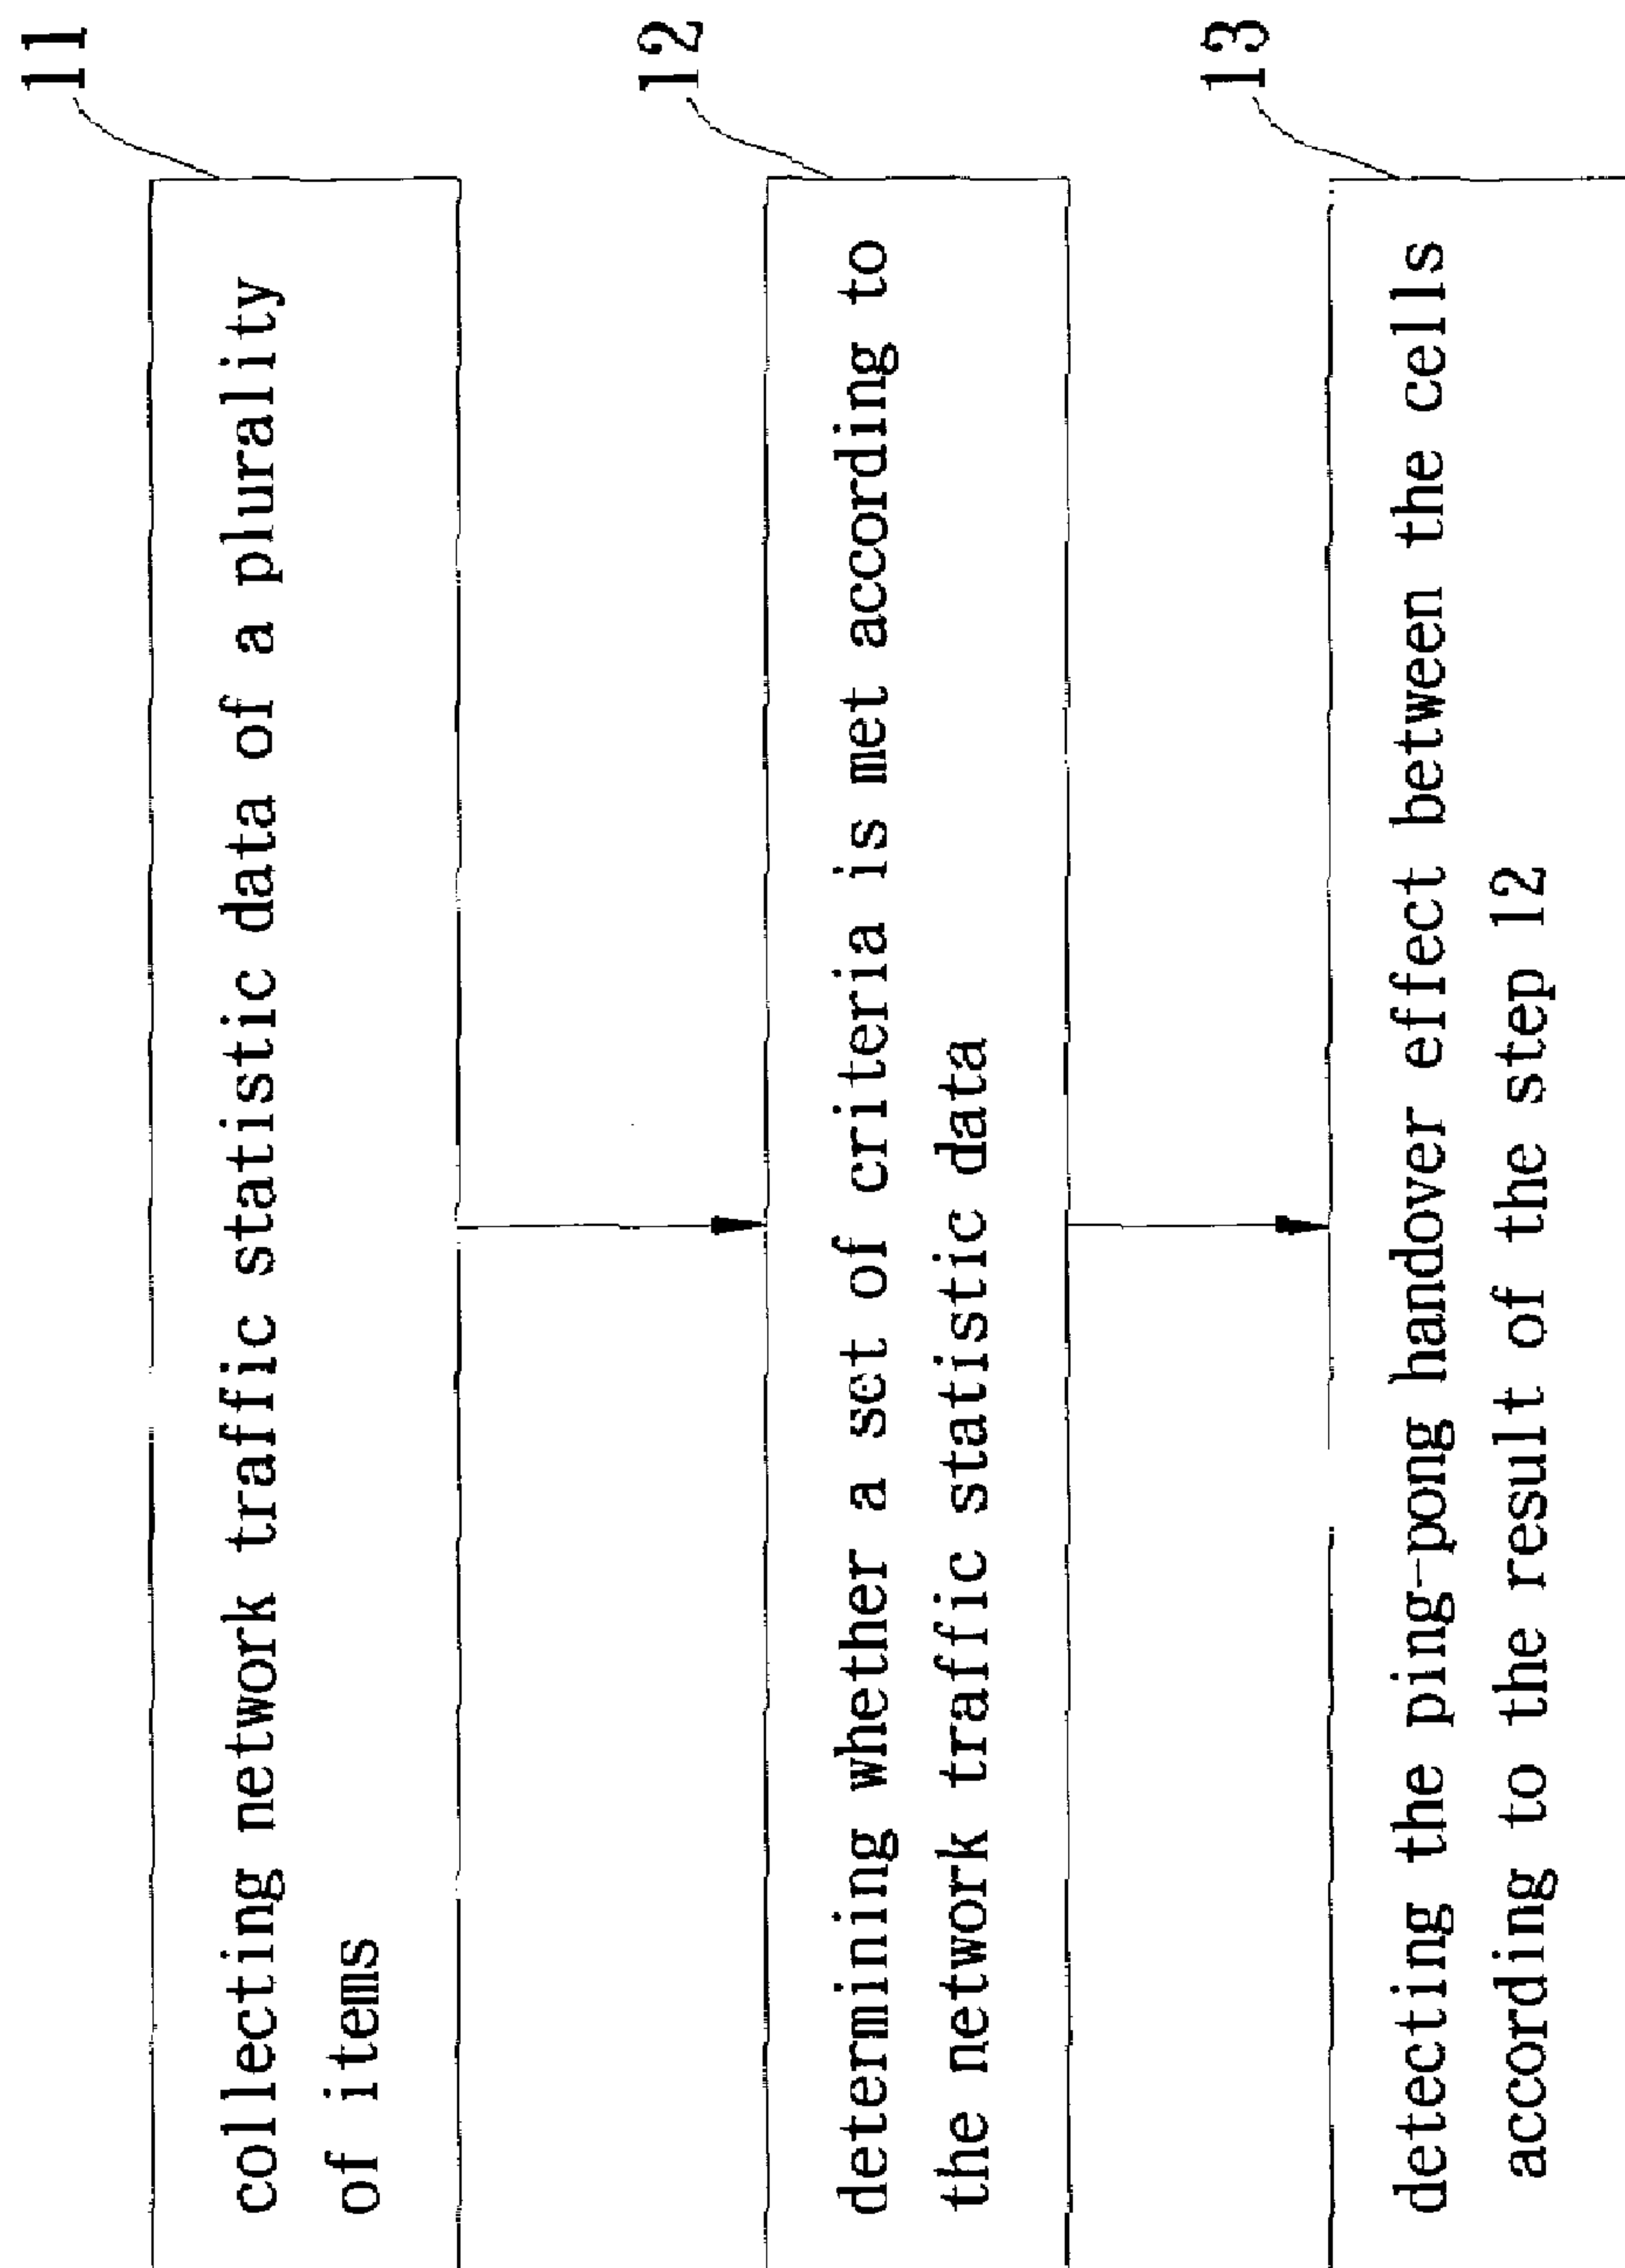 11
collecting network traffic statistic data of a plurality
of items
12
determining whether a set of criteria is met according to
the network traffic statistic data
13
detecting the ping-pong handover effect between the cells
according to the result of the step 12